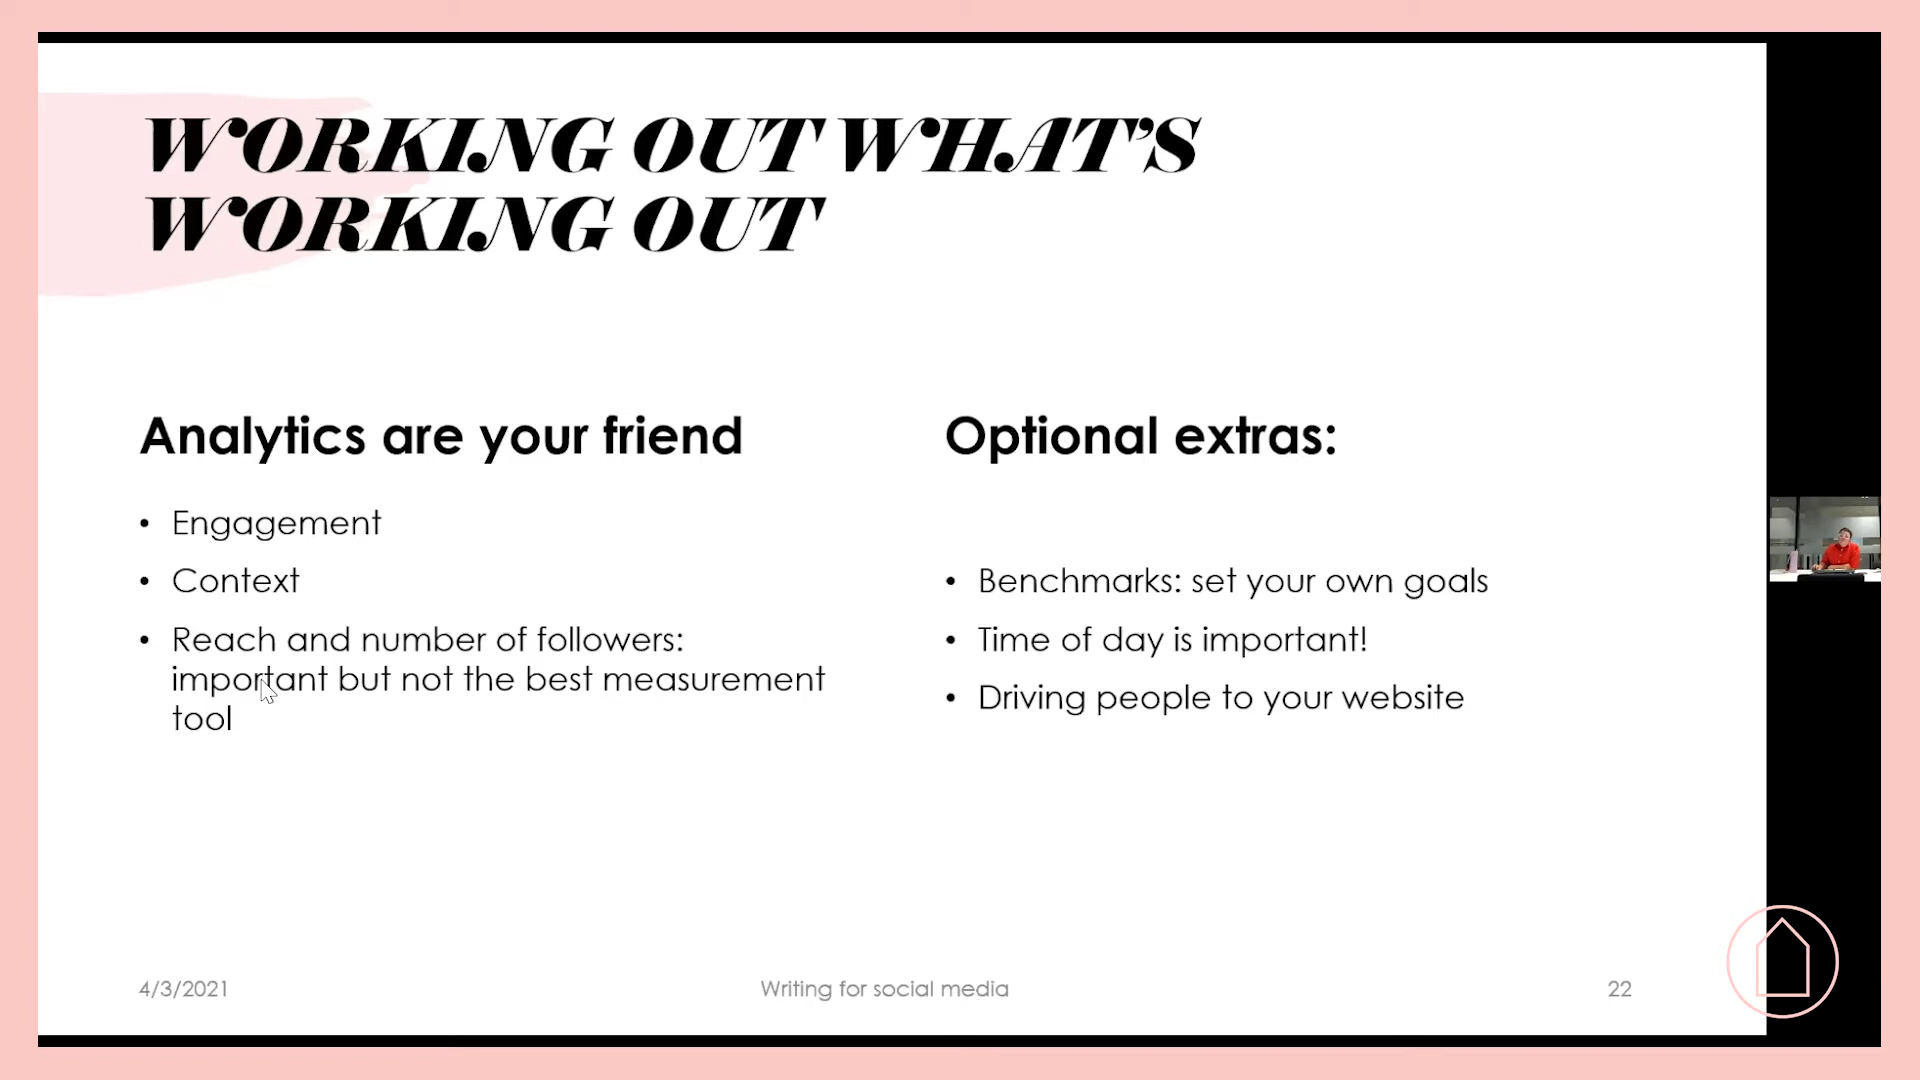 WORKING OUT WHAT'S
WORKING OUT
Analytics are your friend
• Engagement
• Context
• Reach and number of followers:
important but not the best measurement
tool
Optional extras:
• Benchmarks: set your own goals
• Time of day is important!
• Driving people to your website
4/3/2021
Writing for social media
22